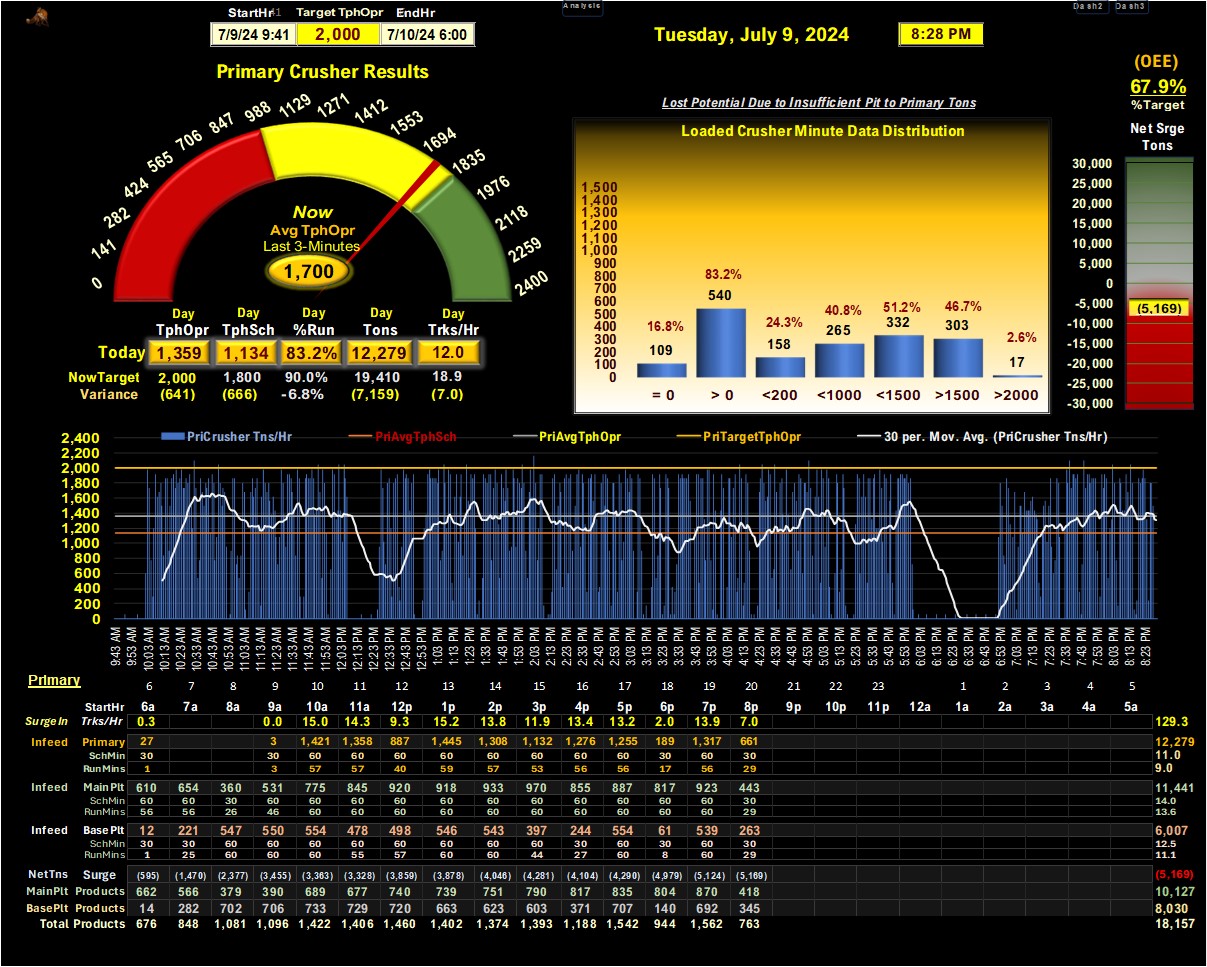 StartHr EndHr
Target TphOpr
7/9/24 9:41 2,000 7/10/24 6:00
Analysis
Dash2 Dash3
Tuesday, July 9, 2024 8:28 PM
Primary Crusher Results
0 141 282 424 565 706 847 988 1129 1271 1412 1553 1694 1835 1976 2118 2259 2400
Now
Avg TphOpr
Last 3-Minutes
1,700
Day Day Day Day Day
TphOpr TphSch %Run Tons Trks/Hr
Today 1,359 1,134 83.2% 12,279 12.0
NowTarget 2,000 1,800 90.0% 19,410 18.9
Variance (641) (666) -6.8% (7,159) (7.0)
Lost Potential Due to Insufficient Pit to Primary Tons
Loaded Crusher Minute Data Distribution
1,500
1,400
1,300
1,200
1,100
1,000
900
800
700
600
500
400
300
200
100
0
16.8% 83.2% 24.3% 40.8% 51.2% 46.7% 2.6%
109 540 158 265 332 303 17
= 0 > 0 <200 <1000 <1500 >1500 >2000
(OEE)
67.9%
%Target
Net Srge
Tons
30,000
25,000
20,000
15,000
10,000
5,000
0
-5,000
(5,169)
-10,000
-15,000
-20,000
-25,000
-30,000
PriCrusher Tns/Hr PriAvgTphSch PriAvgTphOpr PriTargetTphOpr 30 per. Mov. Avg. (PriCrusher Tns/Hr)
2,400
2,200
2,000
1,800
1,600
1,400
1,200
1,000
800
600
400
200
0
9:43 AM 9:53 AM 10:03 AM 10:13 AM 10:23 AM 10:33 AM 10:43 AM 10:53 AM 11:03 AM 11:13 AM 11:23 AM 11:33 AM 11:43 AM 11:53 AM 12:03 PM 12:13 PM 12:23 PM 12:33 PM 12:43 PM 12:53 PM 1:03 PM 1:13 PM 1:23 PM 1:33 PM 1:43 PM 1:53 PM 2:03 PM 2:13 PM 2:23 PM 2:33 PM 2:43 PM 2:53 PM 3:03 PM 3:13 PM 3:23 PM 3:33 PM 3:43 PM 3:53 PM 4:03 PM 4:13 PM 4:23 PM 4:33 PM 4:43 PM 4:53 PM 5:03 PM 5:13 PM 5:23 PM 5:33 PM 5:43 PM 5:53 PM 6:03 PM 6:13 PM 6:23 PM 6:33 PM 6:43 PM 6:53 PM 7:03 PM 7:13 PM 7:23 PM 7:33 PM 7:43 PM 7:53 PM 8:03 PM 8:13 PM 8:23 PM
Primary
6 7 8 9 10 11 12 13 14 15 16 17 18 19 20 21 22 23 1 2 3 4 5
StartHr 6a 7a 8a 9a 10a 11a 12p 1p 2p 3p 4p 5p 6p 7p 8p 9p 10p 11p 12a 1a 2a 3a 4a 5a
SurgeIn Trks/Hr 0.3 0.0 15.0 14.3 9.3 15.2 13.8 11.9 13.4 13.2 2.0 13.9 7.0 129.3
Infeed Primary 27 3 1,421 1,358 887 1,445 1,308 1,132 1,276 1,255 189 1,317 661 12,279
SchMin 30 30 60 60 60 60 60 60 60 60 30 60 30 11.0
RunMins 1 3 57 57 40 59 57 53 56 56 17 56 29 9.0
Infeed MainPlt 610 654 360 531 775 845 920 918 933 970 855 887 817 923 443 11,441
SchMin 60 60 30 60 60 60 60 60 60 60 60 60 60 60 30 14.0
RunMins 56 56 26 46 60 60 60 60 60 60 60 60 60 60 29 13.6
Infeed BasePlt 12 221 547 550 554 478 498 546 543 397 244 554 61 539 263 6,007
SchMin 30 30 60 60 60 60 60 60 60 60 30 60 30 60 30 12.5
RunMins 1 25 60 60 60 55 57 60 60 44 27 60 8 60 29 11.1
NetTns Surge (595) (1,470) (2,377) (3,455) (3,363) (3,328) (3,859) (3,878) (4,046) (4,281) (4,104) (4,290) (4,979) (5,124) (5,169) (5,169)
MainPlt Products 662 566 379 390 689 677 740 739 751 790 817 835 804 870 418 10,127
BasePlt Products 14 282 702 706 733 729 720 663 623 603 371 707 140 692 345 8,030
Total Products 676 848 1,081 1,096 1,422 1,406 1,460 1,402 1,374 1,393 1,188 1,542 944 1,562 763 18,157